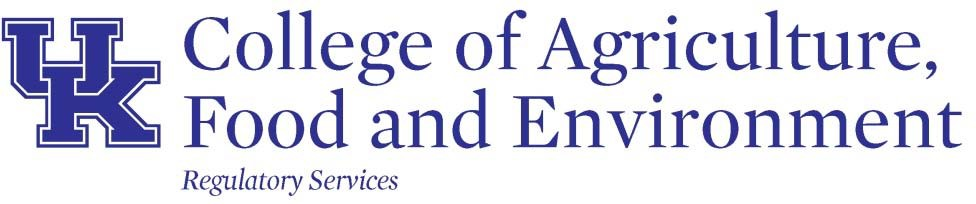 UK
College of Agriculture,
Food and Environment
Regulatory Services